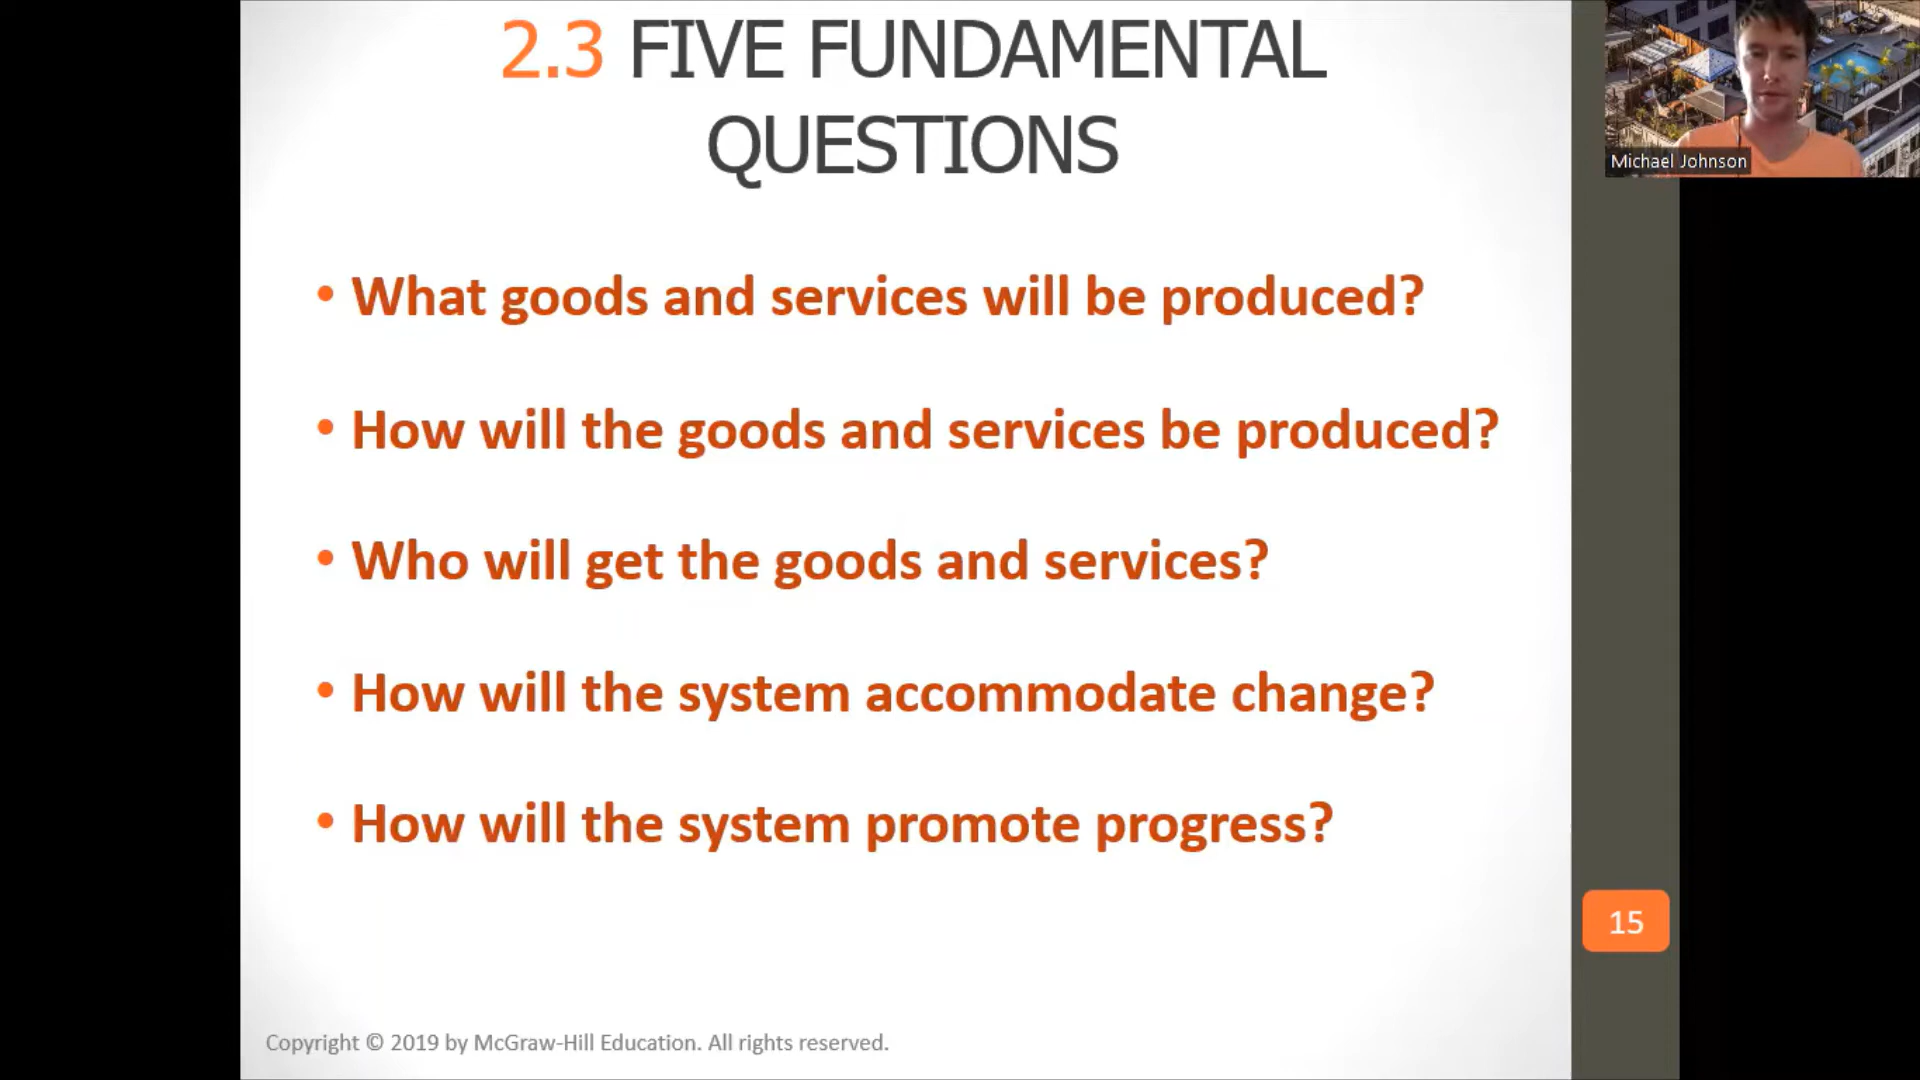 2.3 FIVE FUNDAMENTAL
QUESTIONS
Michael Johnson
• What goods and services will be produced?
• How will the goods and services be produced?
• Who will get the goods and services?
• How will the system accommodate change?
• How will the system promote progress?
15
Copyright © 2019 by McGraw-Hill Education. All rights reserved.